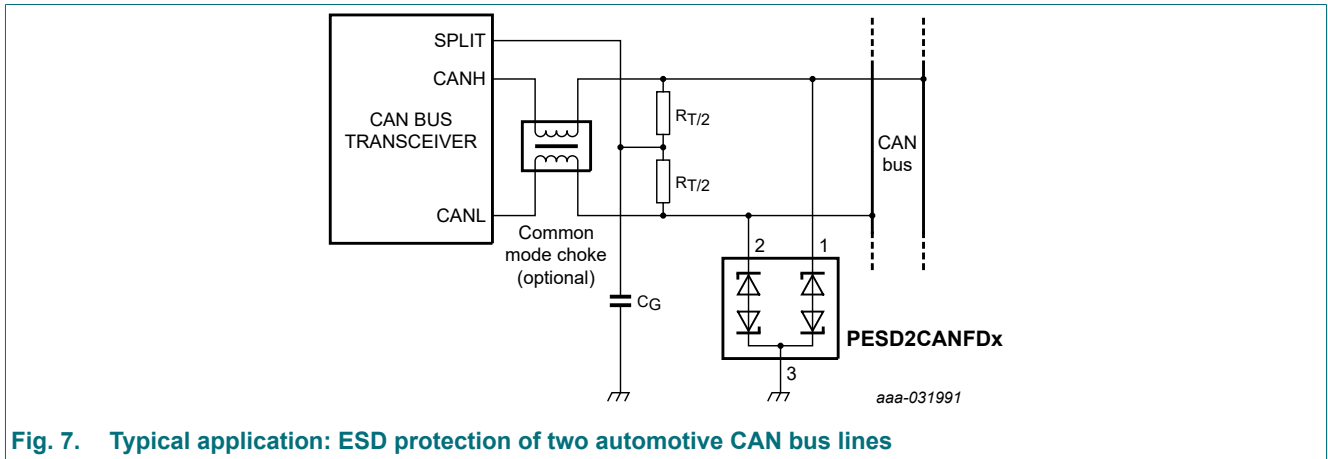 SPLIT
CANH
CAN BUS
TRANSCEIVER
CANL
Common
mode choke
(optional)
RT/2
RT/2
CG
CAN
bus
2
1
PESD2CANFDx
3
aaa-031991
Fig. 7. Typical application: ESD protection of two automotive CAN bus lines